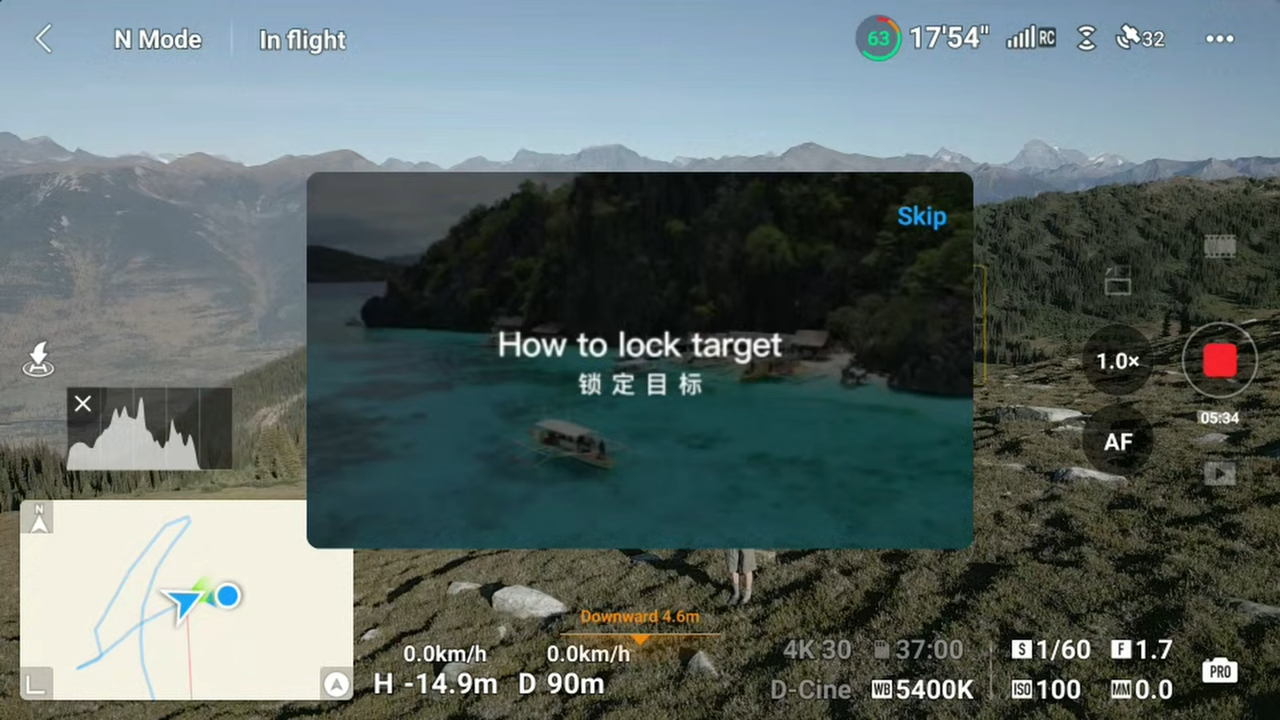 N Mode
In flight
63
17'54"
RC
32
Skip
How to lock target
锁定目标
1.0×
05:34
AF
N
Downward 4.6m
0.0km/h
0.0km/h
H -14.9m
D 90m
4K 30
37:00
D-Cine
WB 5400K
S 1/60
F 1.7
ISO 100
MM 0.0
PRO